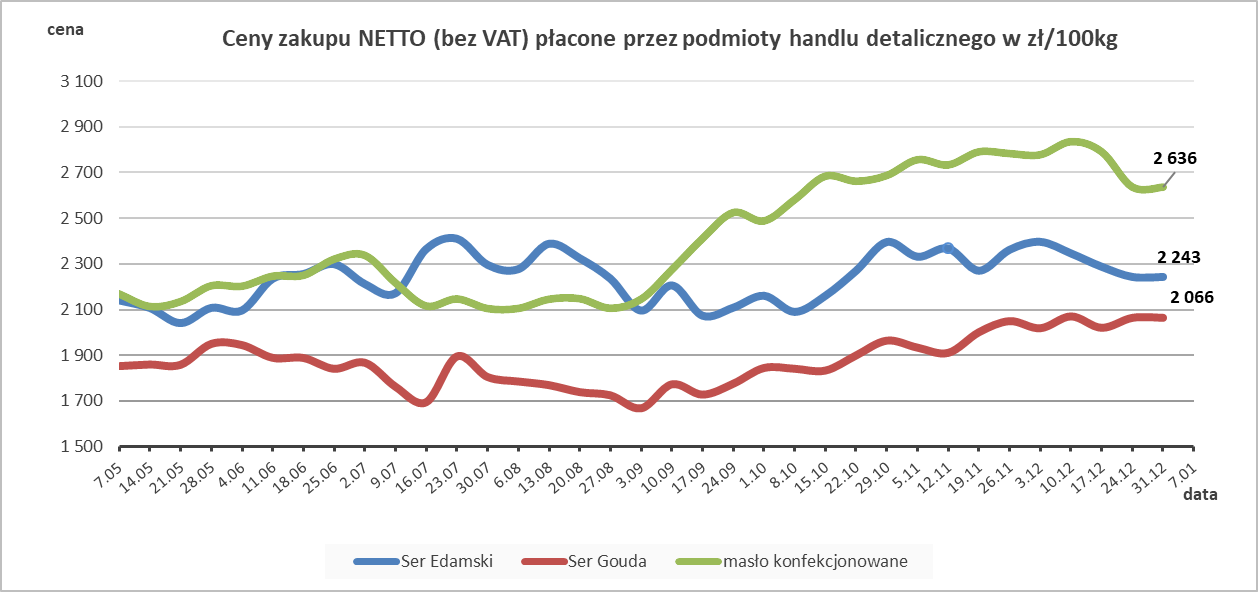 cena
Ceny zakupu NETTO (bez VAT) płacone przez podmioty handlu detalicznego w zł/100kg
3 100
2 900
2 700
2 500
2 300
2 100
1 900
1 700
1 500
2 636
2 243
2 066
7.05 14.05 21.05 28.05 4.06 11.06 18.06 25.06 2.07 9.07 16.07 23.07 30.07 6.08 13.08 20.08 27.08 3.09 10.09 17.09 24.09 1.10 8.10 15.10 22.10 29.10 5.11 12.11 19.11 26.11 3.12 10.12 17.12 24.12 31.12 7.01
data
Ser Edamski Ser Gouda masło konfekcjonowane